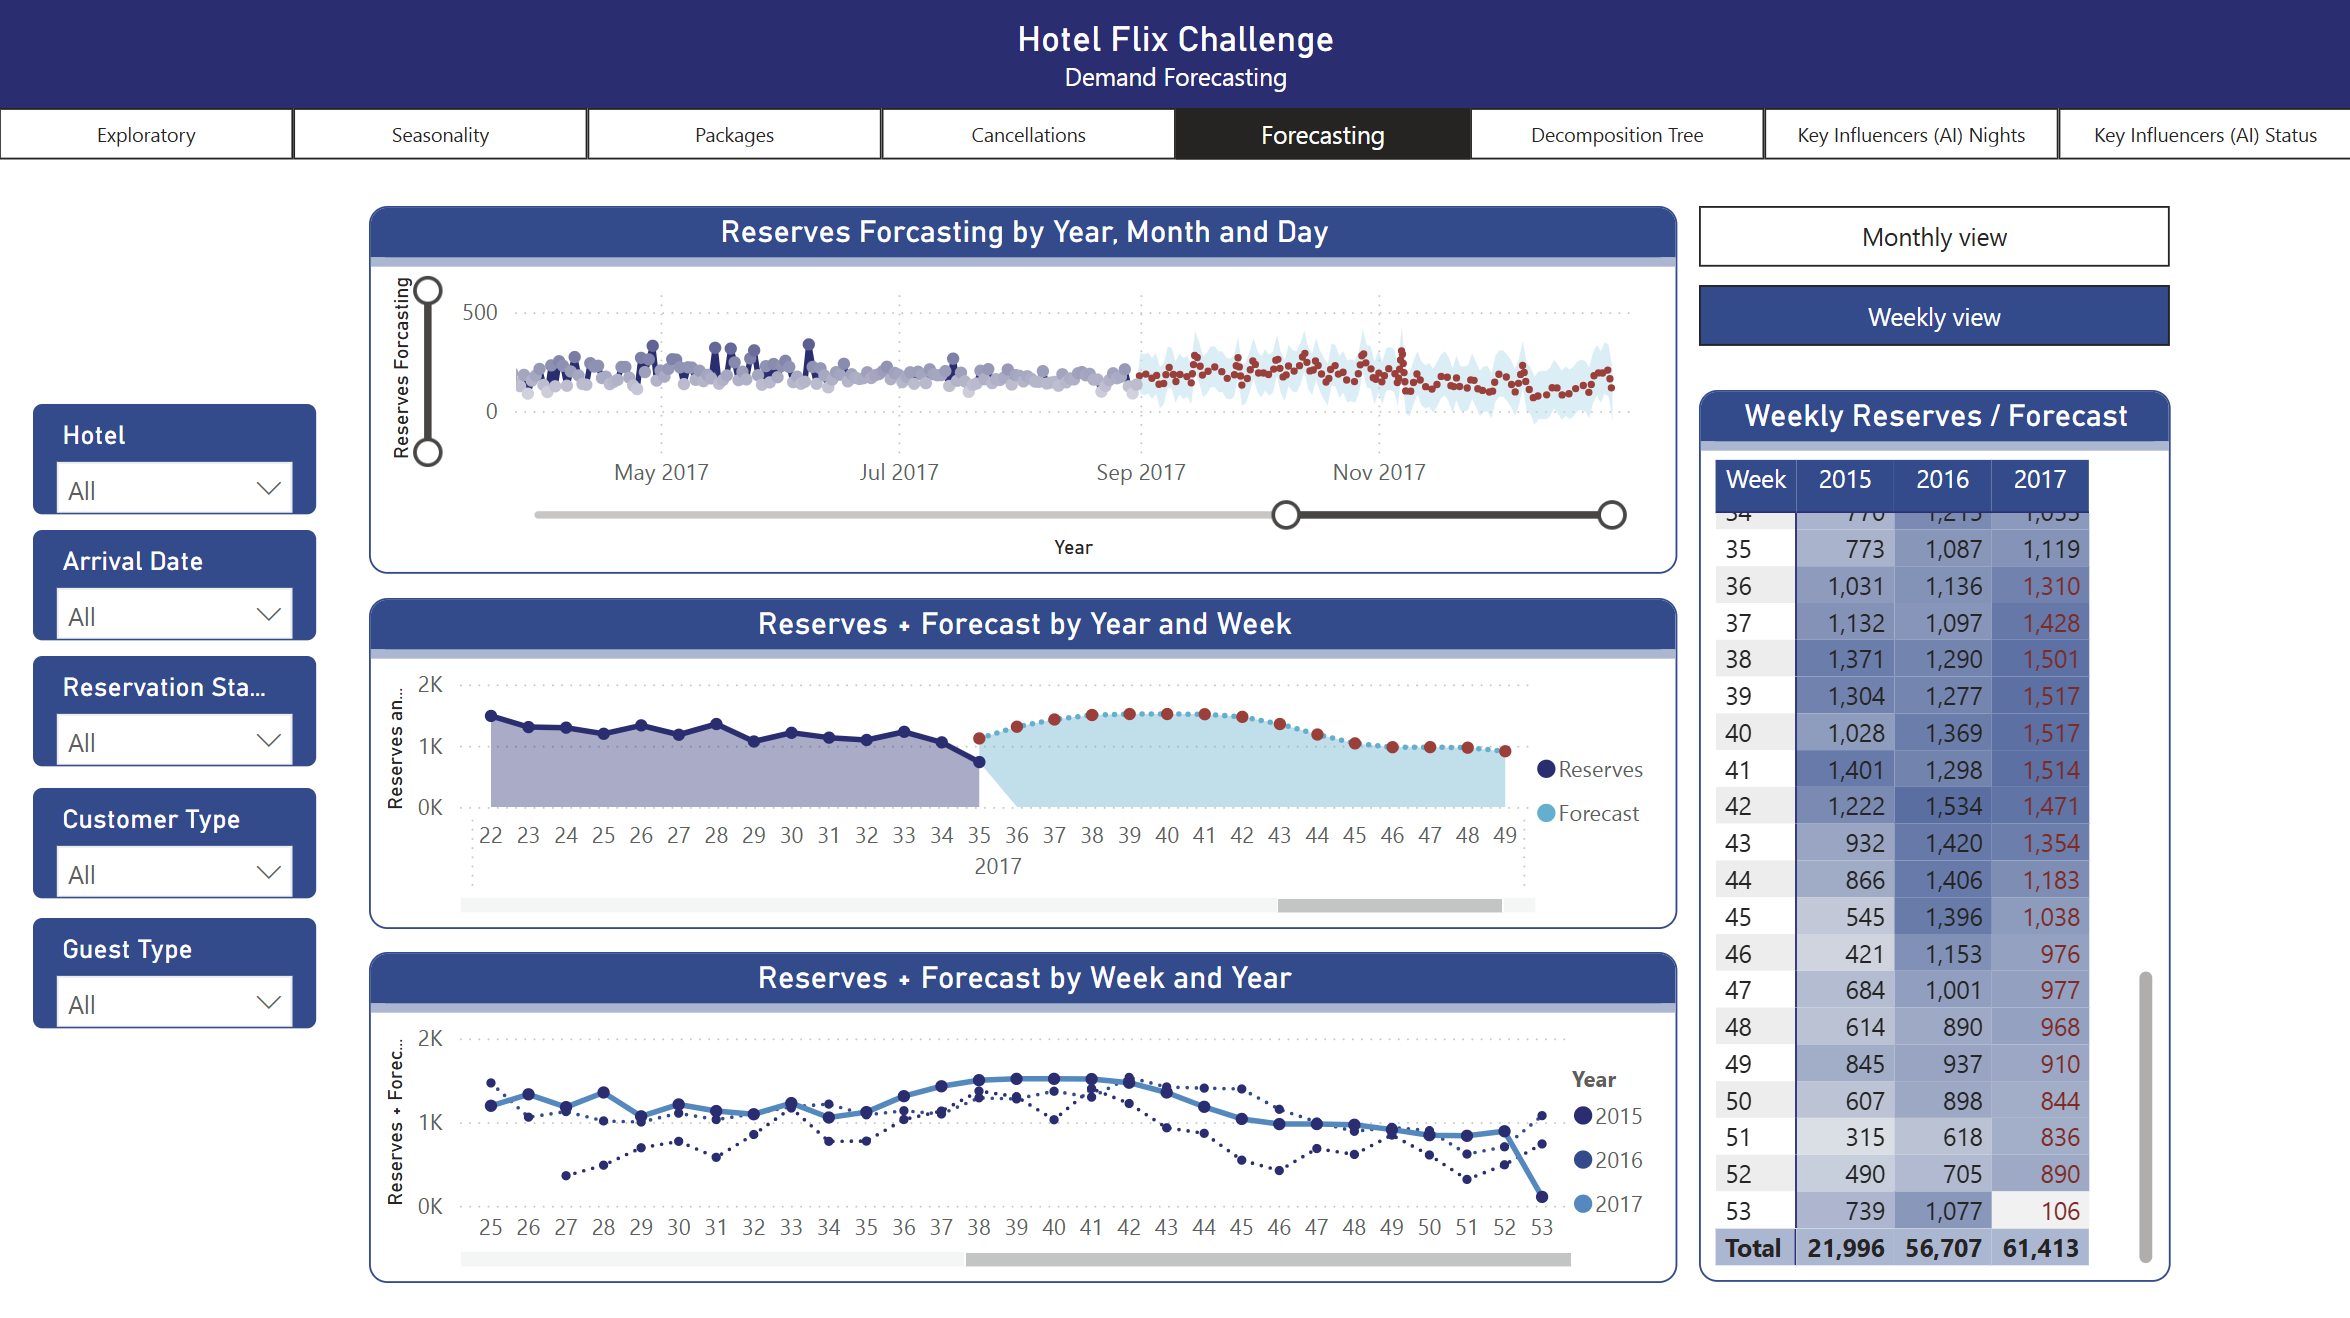 Hotel Flix Challenge
Demand Forecasting
Exploratory
Seasonality
Packages
Cancellations
Forecasting
Decomposition Tree
Key Influencers (AI) Nights
Key Influencers (AI) Status
Hotel
All
Arrival Date
All
Reservation Sta...
All
Customer Type
All
Guest Type
All
Reserves Forcasting by Year, Month and Day
Reserves Forcasting
500
0
May 2017
Jul 2017
Sep 2017
Nov 2017
Year
Reserves + Forecast by Year and Week
Reserves an...
2K
1K
0K
22 23 24 25 26 27 28 29 30 31 32 33 34 35 36 37 38 39 40 41 42 43 44 45 46 47 48 49
2017
Reserves
Forecast
Reserves + Forecast by Week and Year
Reserves + Forec...
2K
1K
0K
25 26 27 28 29 30 31 32 33 34 35 36 37 38 39 40 41 42 43 44 45 46 47 48 49 50 51 52 53
Year
2015
2016
2017
Monthly view
Weekly view
Weekly Reserves / Forecast
Week 2015 2016 2017
34 770 1,215 1,055
35 773 1,087 1,119
36 1,031 1,136 1,310
37 1,132 1,097 1,428
38 1,371 1,290 1,501
39 1,304 1,277 1,517
40 1,028 1,369 1,517
41 1,401 1,298 1,514
42 1,222 1,534 1,471
43 932 1,420 1,354
44 866 1,406 1,183
45 545 1,396 1,038
46 421 1,153 976
47 684 1,001 977
48 614 890 968
49 845 937 910
50 607 898 844
51 315 618 836
52 490 705 890
53 739 1,077 106
Total 21,996 56,707 61,413